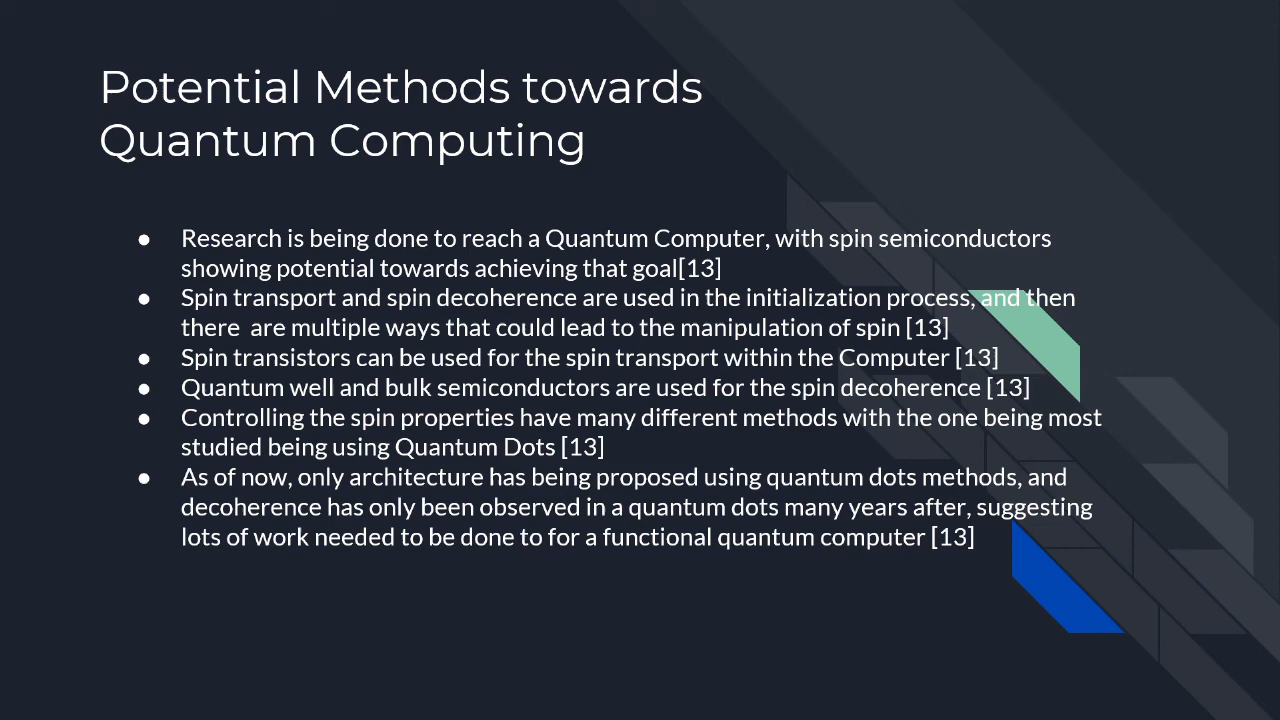 Potential Methods towards
Quantum Computing
● Research is being done to reach a Quantum Computer, with spin semiconductors
showing potential towards achieving that goal[13]
● Spin transport and spin decoherence are used in the initialization process, and then
there  are multiple ways that could lead to the manipulation of spin [13]
● Spin transistors can be used for the spin transport within the Computer [13]
● Quantum well and bulk semiconductors are used for the spin decoherence [13]
● Controlling the spin properties have many different methods with the one being most
studied being using Quantum Dots [13]
● As of now, only architecture has being proposed using quantum dots methods, and
decoherence has only been observed in a quantum dots many years after, suggesting
lots of work needed to be done to for a functional quantum computer [13]